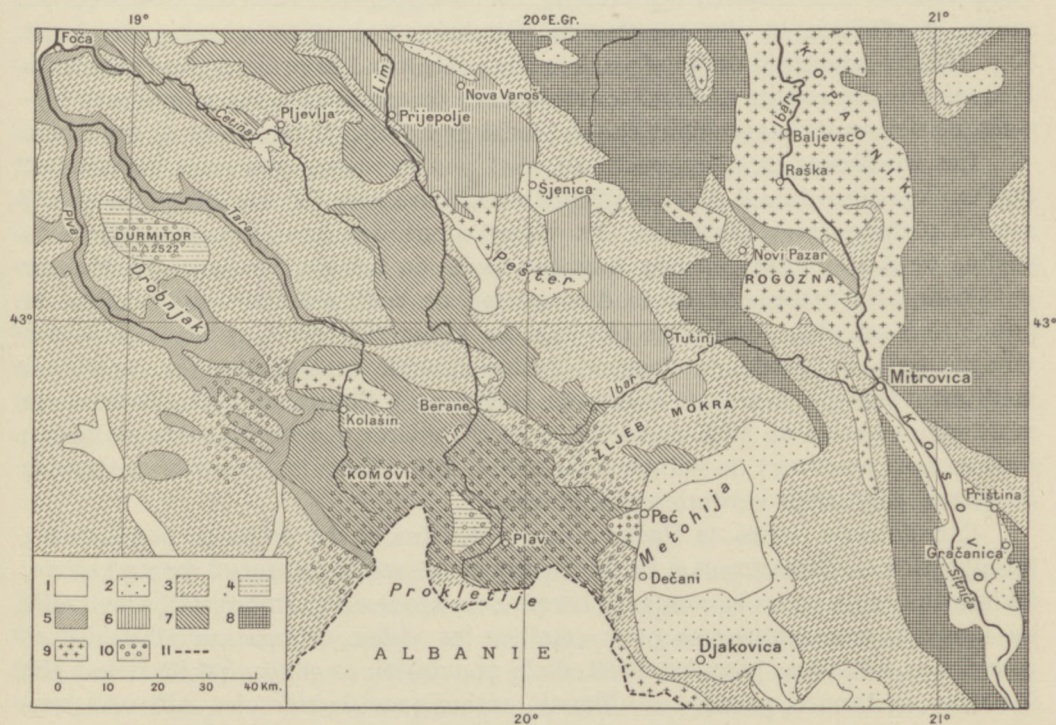 19°
20° E.Gr.
21°
Foča
Lim
Nova Varoš
Ibar
KOPAONIK
Četina
Pljevlja
Prijepolje
Baljevac
Raška
Sjenica
Piva
Tara
DURMITOR
2522
Pešter
Novi Pazar
ROGOZNA
Drobnjak
43°
43°
Tutinj
Ibar
Mitrovica
Kolašin
Berane
MOKRA
Lim
ŽLJEB
KOSOVO
KOMOVI
Priština
Peć
Metohija
Plav
Gračanica
Dečani
Sitnica
Prokletije
ALBANIE
Djakovica
1 2 3 4
5 6 7 8
9 10 11
0 10 20 30 40 Km.
20°
21°